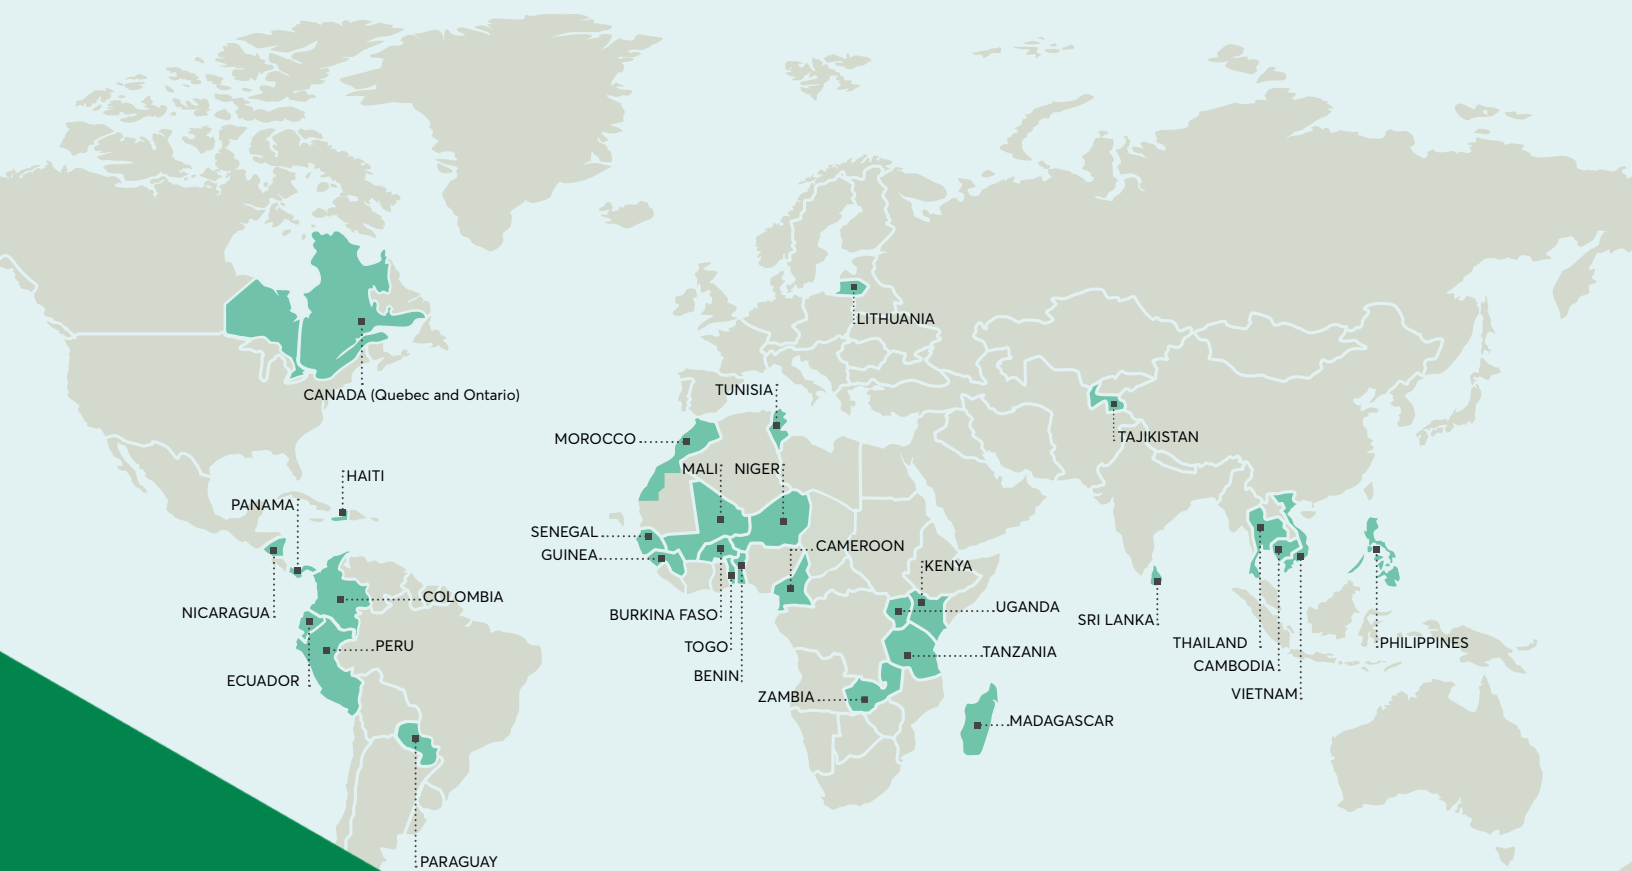 LITHUANIA
CANADA (Quebec and Ontario)
TUNISIA
TAJIKISTAN
MOROCCO
MALI
NIGER
HAITI
PANAMA
SENEGAL
GUINEA
CAMEROON
KENYA
COLOMBIA
NICARAGUA
BURKINA FASO
UGANDA
SRI LANKA
PERU
TOGO
TANZANIA
THAILAND
PHILIPPINES
CAMBODIA
ECUADOR
BENIN
ZAMBIA
VIETNAM
MADAGASCAR
PARAGUAY